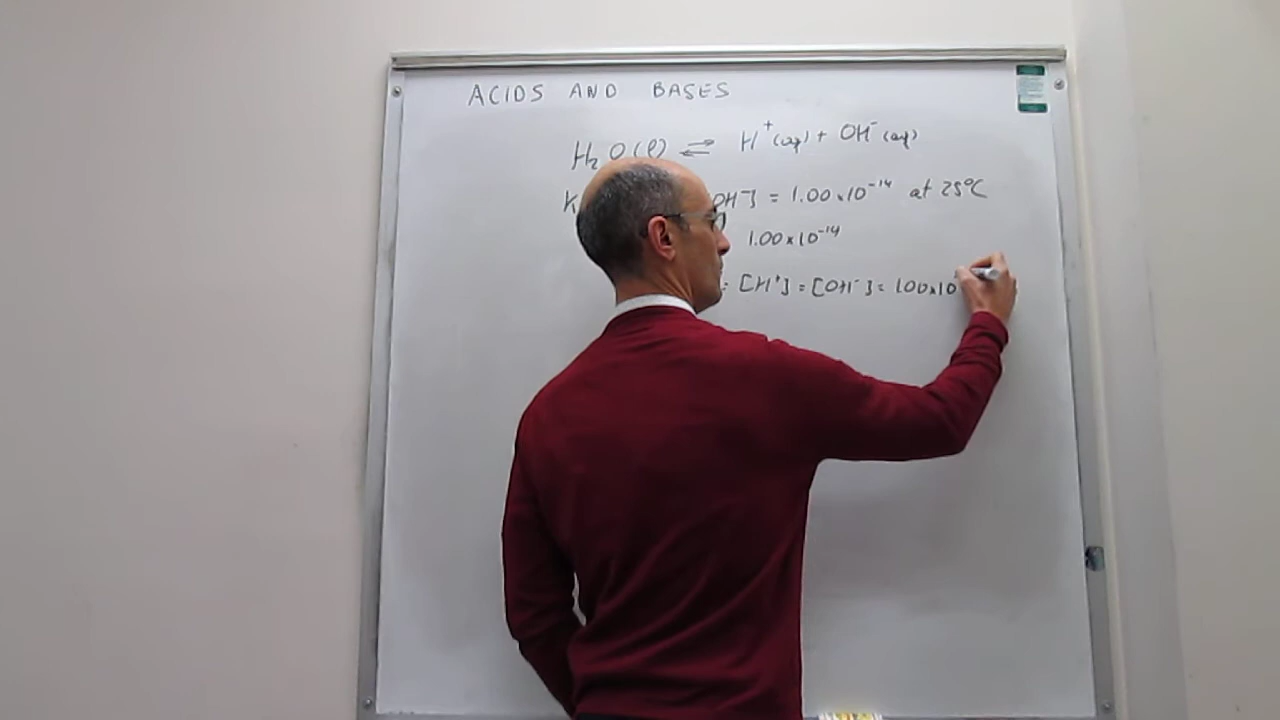 ACIDS AND BASES
H₂O(l) ⇌ H⁺(aq) + OH⁻(aq)
K OH⁻] = 1.00x10⁻¹⁴ at 25°C
1.00x10⁻¹⁴
= [H⁺] = [OH⁻] = 1.00x10